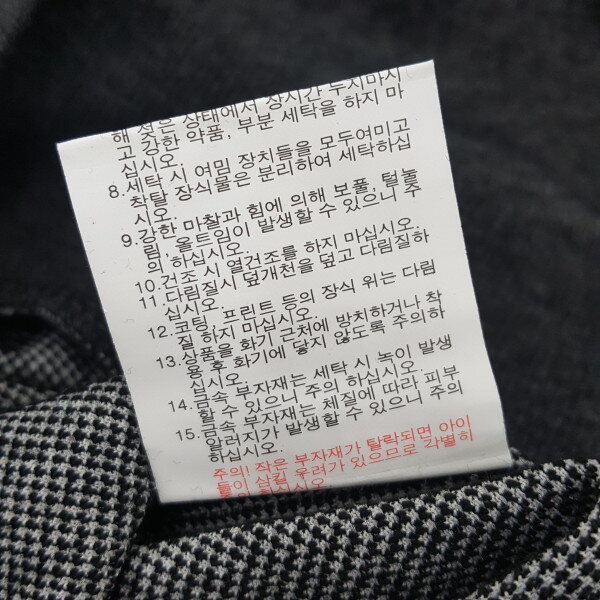 해 젖은 상태에서 장시간 두지마시
고 강한 약품, 부분 세탁을 하지 마
십시오.
8.세탁 시 여밈 장치들을 모두여미고
착탈 장식물은 분리하여 세탁하십
시오.
9.강한 마찰과 힘에 의해 보풀, 털눌
림, 올트임이 발생할 수 있으니 주
의 하십시오.
10.건조 시 열건조를 하지 마십시오.
11.다림질시 덮개천을 덮고 다림질하
십시오.
12.코팅, 프린트 등의 장식 위는 다림
질 하지 마십시오.
13.상품을 화기 근처에 방치하거나 착
용 후 화기에 닿지 않도록 주의하
십시오.
14.금속 부자재는 세탁 시 녹이 발생
할 수 있으니 주의 하십시오.
15.금속 부자재는 체질에 따라 피부
알러지가 발생할 수 있으니 주의
하십시오.
주의! 작은 부자재가 탈락되면 아이
들이 삼킬 우려가 있으므로 각별히
하십시오